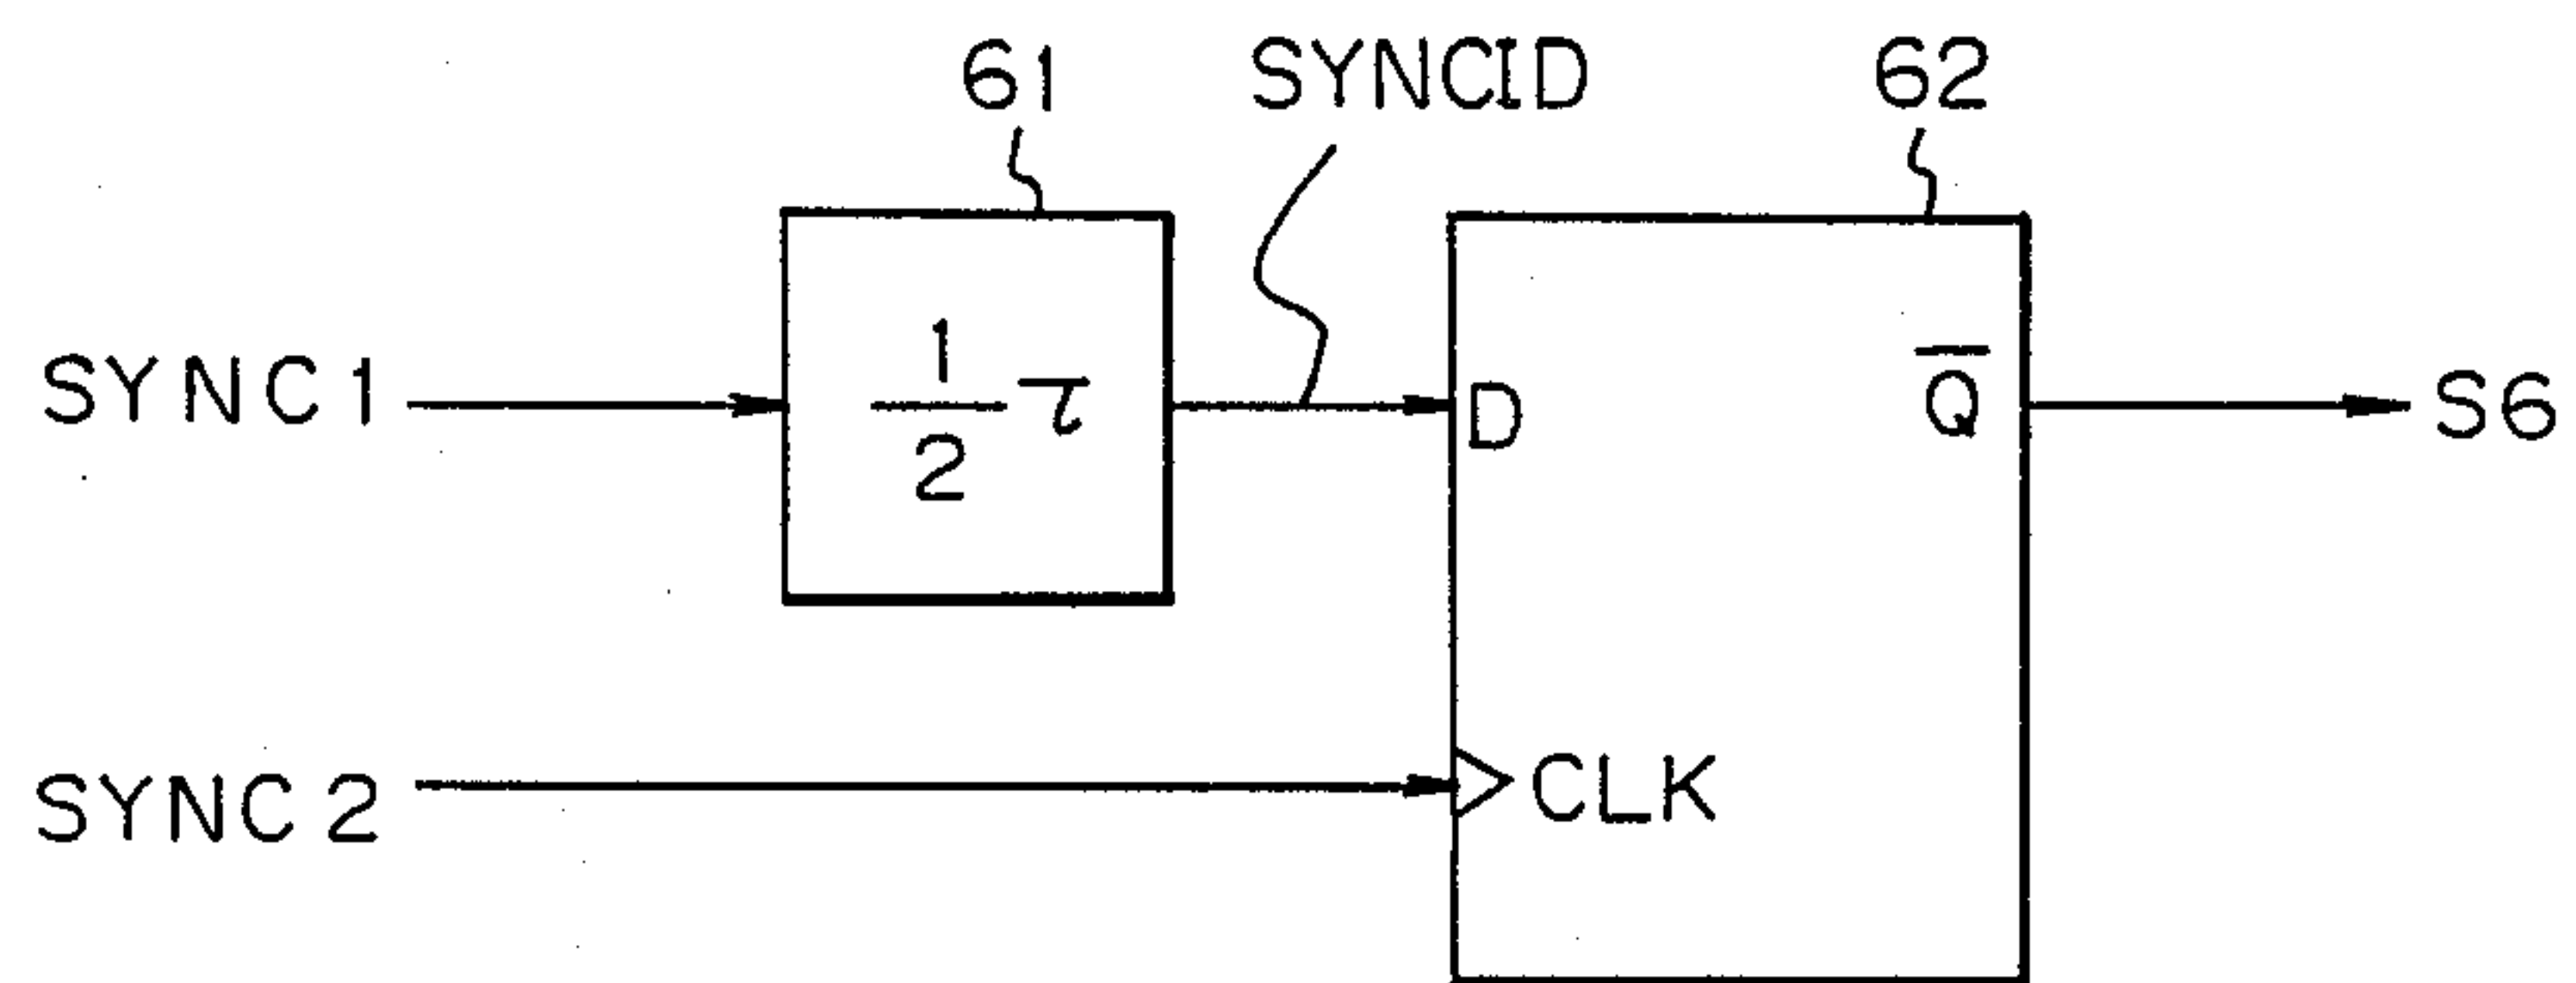 61 SYNCID 62
SYNC1 1/2 τ D Q̅ S6
SYNC2 CLK